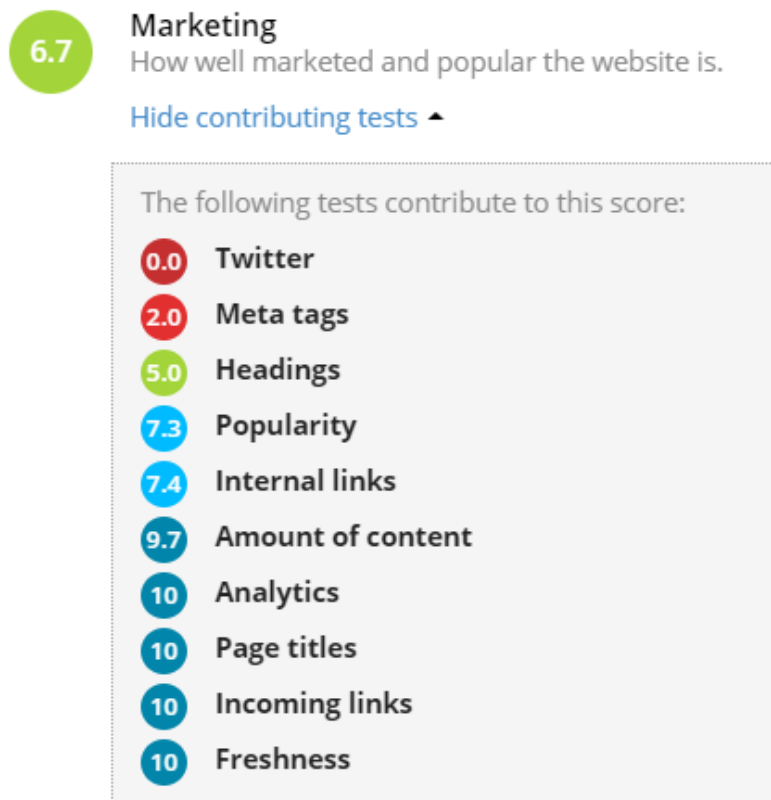 6.7 Marketing
How well marketed and popular the website is.
Hide contributing tests
The following tests contribute to this score:
0.0 Twitter
2.0 Meta tags
5.0 Headings
7.3 Popularity
7.4 Internal links
9.7 Amount of content
10 Analytics
10 Page titles
10 Incoming links
10 Freshness